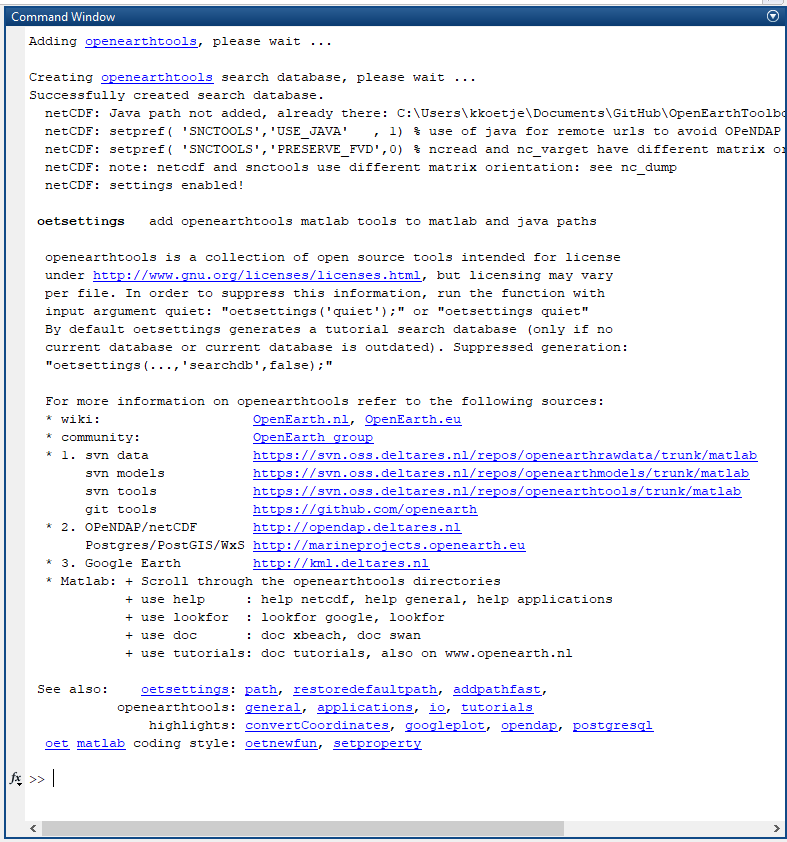 Command Window
Adding openearthtools, please wait ...
Creating openearthtools search database, please wait ...
Successfully created search database.
netCDF: Java path not added, already there: C:\Users\kkoetje\Documents\GitHub\OpenEarthToolbo
netCDF: setpref( 'SNCTOOLS','USE_JAVA'   , 1) % use of java for remote urls to avoid OPeNDAP
netCDF: setpref( 'SNCTOOLS','PRESERVE_FVD',0) % ncread and nc_varget have different matrix or
netCDF: note: netcdf and snctools use different matrix orientation: see nc_dump
netCDF: settings enabled!
oetsettings   add openearthtools matlab tools to matlab and java paths
openearthtools is a collection of open source tools intended for license
under http://www.gnu.org/licenses/licenses.html, but licensing may vary
per file. In order to suppress this information, run the function with
input argument quiet: "oetsettings('quiet');" or "oetsettings quiet"
By default oetsettings generates a tutorial search database (only if no
current database or current database is outdated). Suppressed generation:
"oetsettings(...,'searchdb',false);"
For more information on openearthtools refer to the following sources:
* wiki:                   OpenEarth.nl, OpenEarth.eu
* community:              OpenEarth group
* 1. svn data             https://svn.oss.deltares.nl/repos/openearthrawdata/trunk/matlab
svn models           https://svn.oss.deltares.nl/repos/openearthmodels/trunk/matlab
svn tools            https://svn.oss.deltares.nl/repos/openearthtools/trunk/matlab
git tools            https://github.com/openearth
* 2. OPeNDAP/netCDF       http://opendap.deltares.nl
Postgres/PostGIS/WxS http://marineprojects.openearth.eu
* 3. Google Earth         http://kml.deltares.nl
* Matlab: + Scroll through the openearthtools directories
+ use help     : help netcdf, help general, help applications
+ use lookfor  : lookfor google, lookfor
+ use doc      : doc xbeach, doc swan
+ use tutorials: doc tutorials, also on www.openearth.nl
See also:    oetsettings: path, restoredefaultpath, addpathfast,
openearthtools: general, applications, io, tutorials
highlights: convertCoordinates, googleplot, opendap, postgresql
oet matlab coding style: oetnewfun, setproperty
fx >>